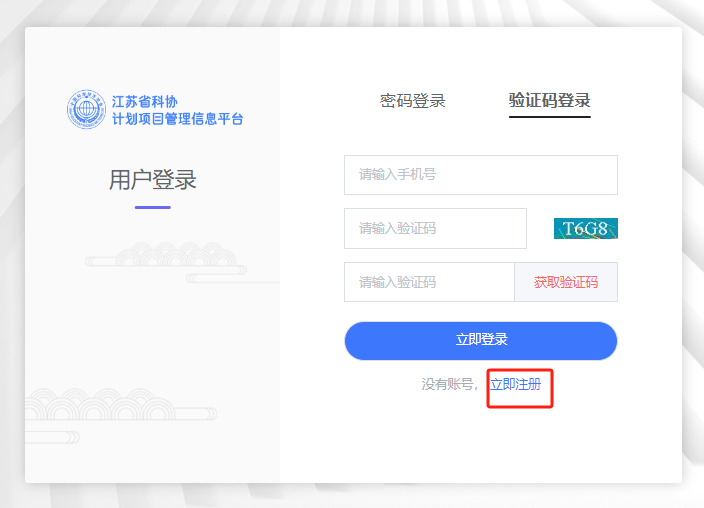 江苏省科协
计划项目管理信息平台
用户登录
密码登录
验证码登录
请输入手机号
请输入验证码
T6G8
请输入验证码
获取验证码
立即登录
没有账号，立即注册